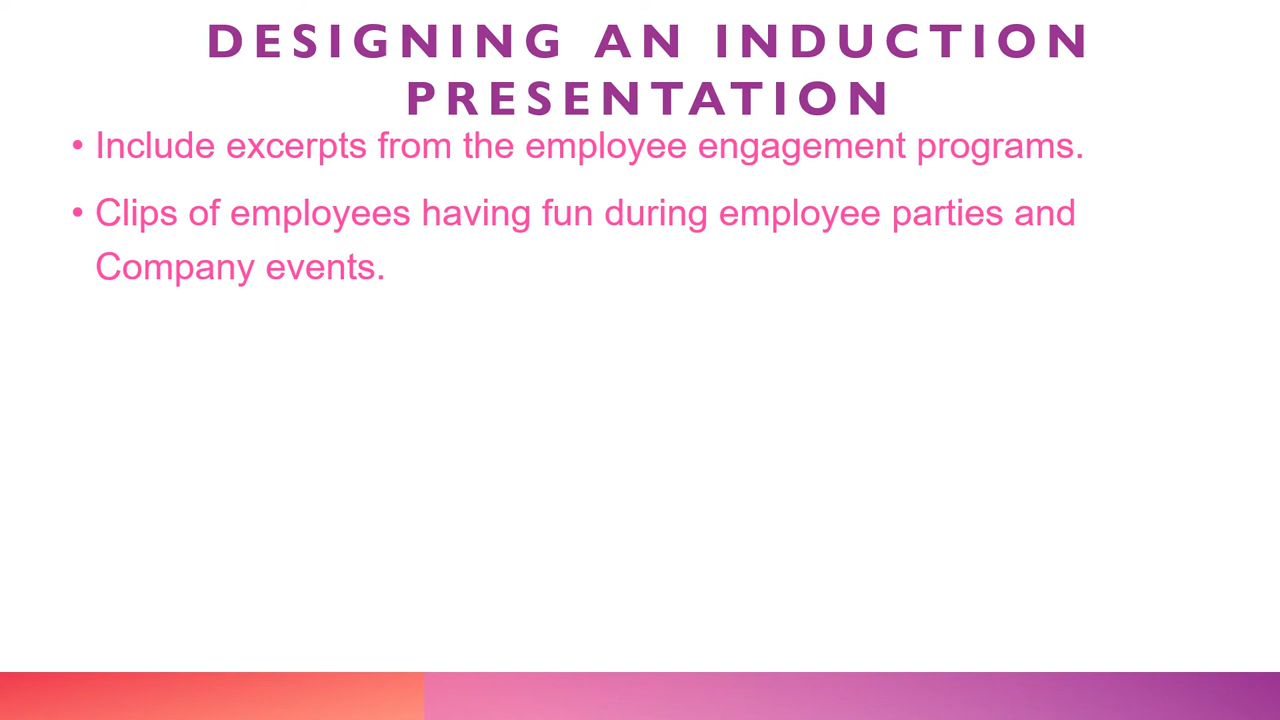 DESIGNING AN INDUCTION
PRESENTATION
• Include excerpts from the employee engagement programs.
• Clips of employees having fun during employee parties and
Company events.